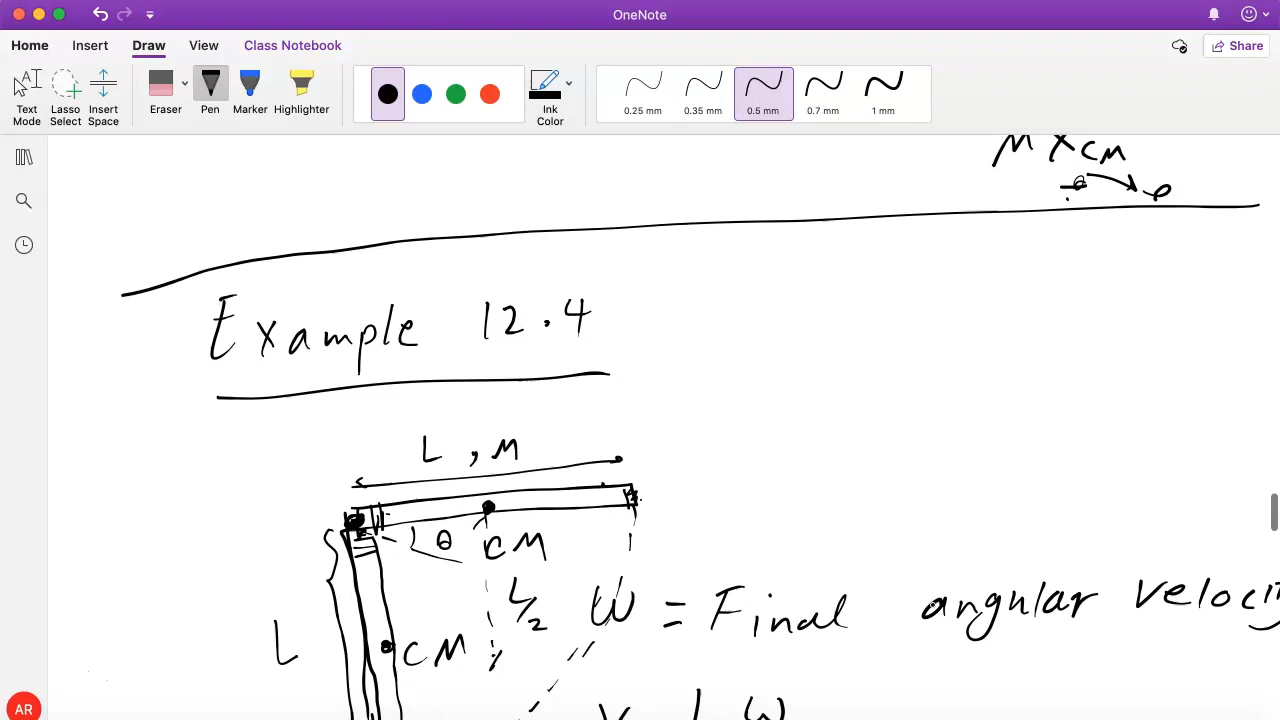 OneNote
Home Insert Draw View Class Notebook
Share
Text Mode
Lasso Select
Insert Space
Eraser
Pen
Marker
Highlighter
Ink Color
0.25 mm
0.35 mm
0.5 mm
0.7 mm
1 mm
M X CM
Example 12.4
L , M
θ CM
L/2
ω = Final angular veloci
L
CM
L ω
AR